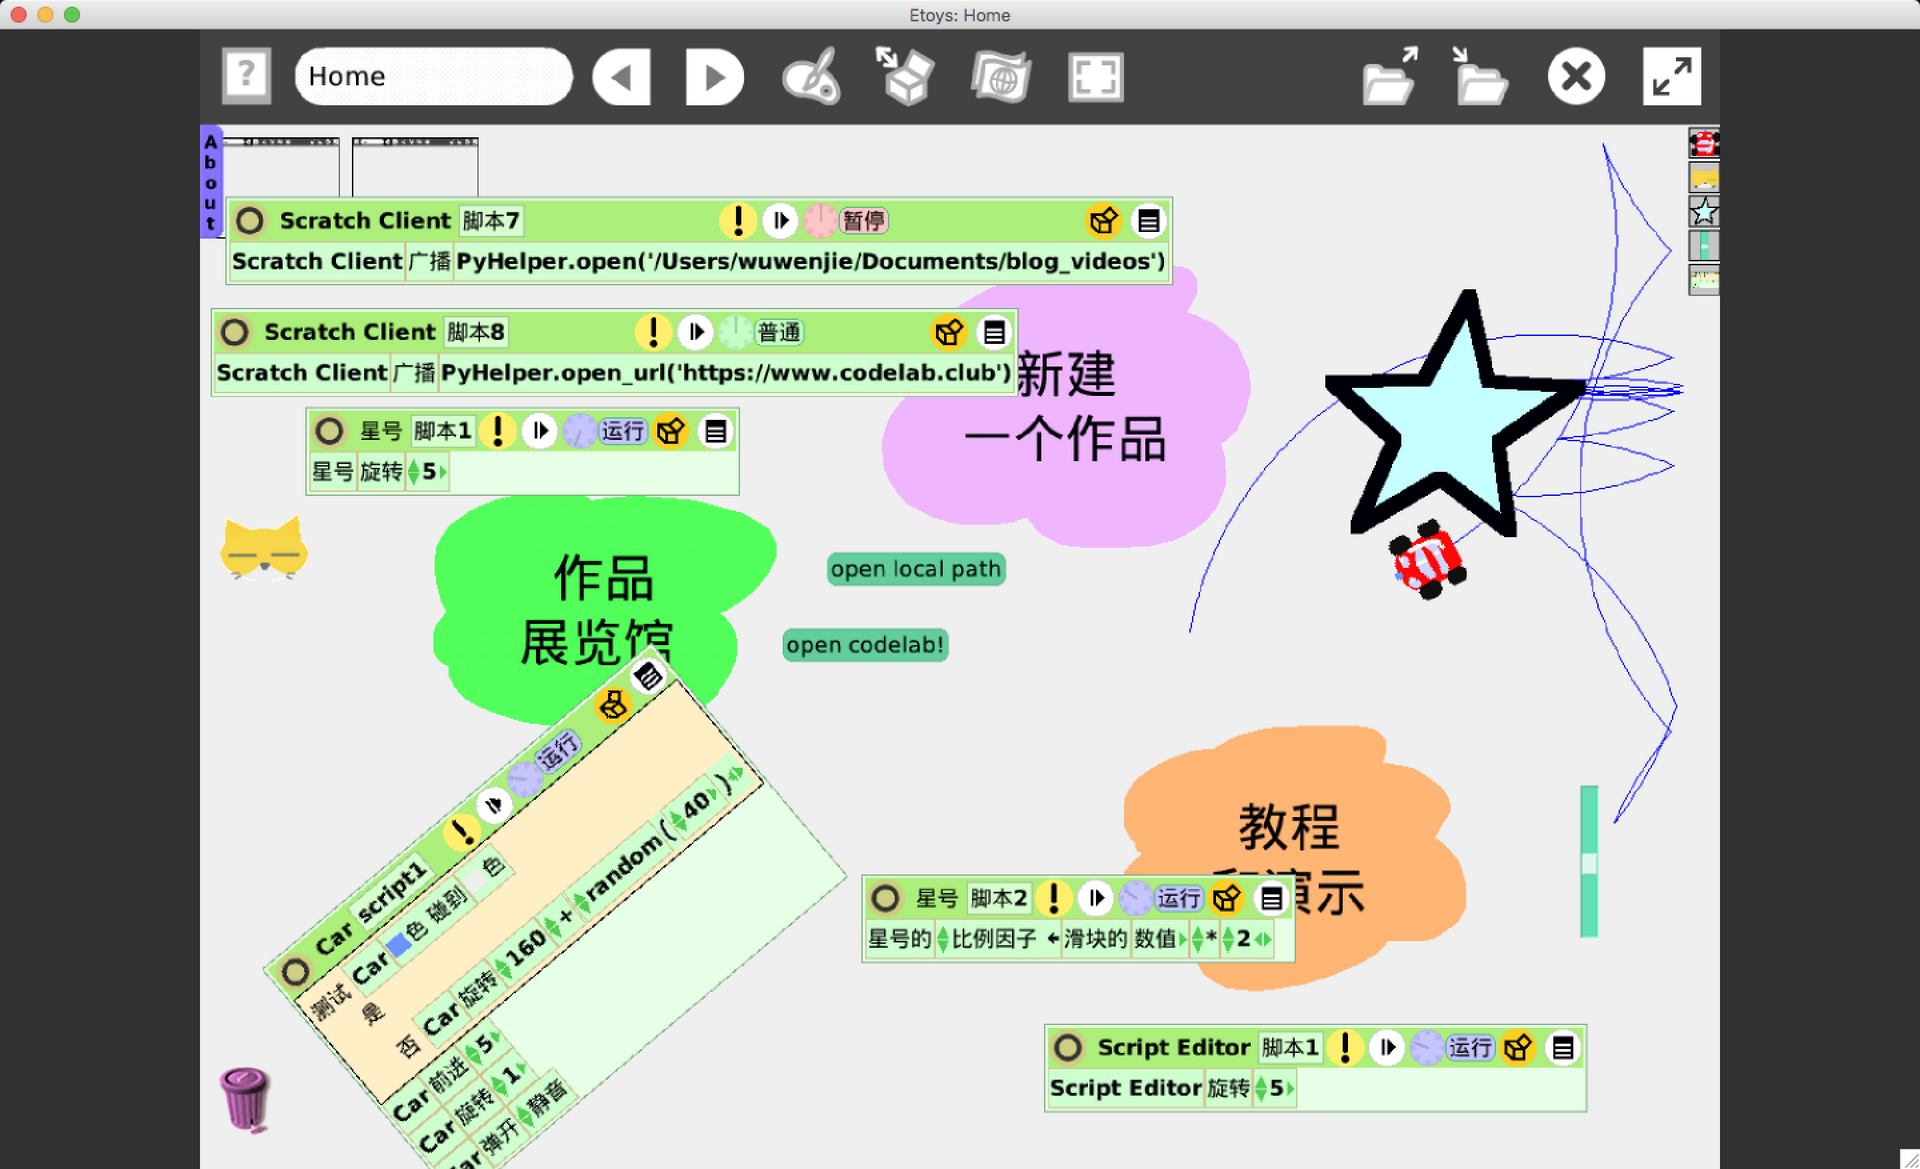 Etoys: Home
?
Home
About
Scratch Client 脚本7 ! 暂停
Scratch Client 广播 PyHelper.open('/Users/wuwenjie/Documents/blog_videos')
Scratch Client 脚本8 ! 普通
Scratch Client 广播 PyHelper.open_url('https://www.codelab.club')
新建
一个作品
星号 脚本1 ! 运行
星号 旋转 5
作品
展览馆
open local path
open codelab!
Car script1 ! 运行
测试 Car 色 碰到 色
是 Car 旋转 160 + random ( 40 )
否
Car 前进 5
Car 旋转 1
Car 弹开 静音
教程
演示
星号 脚本2 ! 运行
星号的 比例因子 ← 滑块的 数值 * 2
Script Editor 脚本1 ! 运行
Script Editor 旋转 5